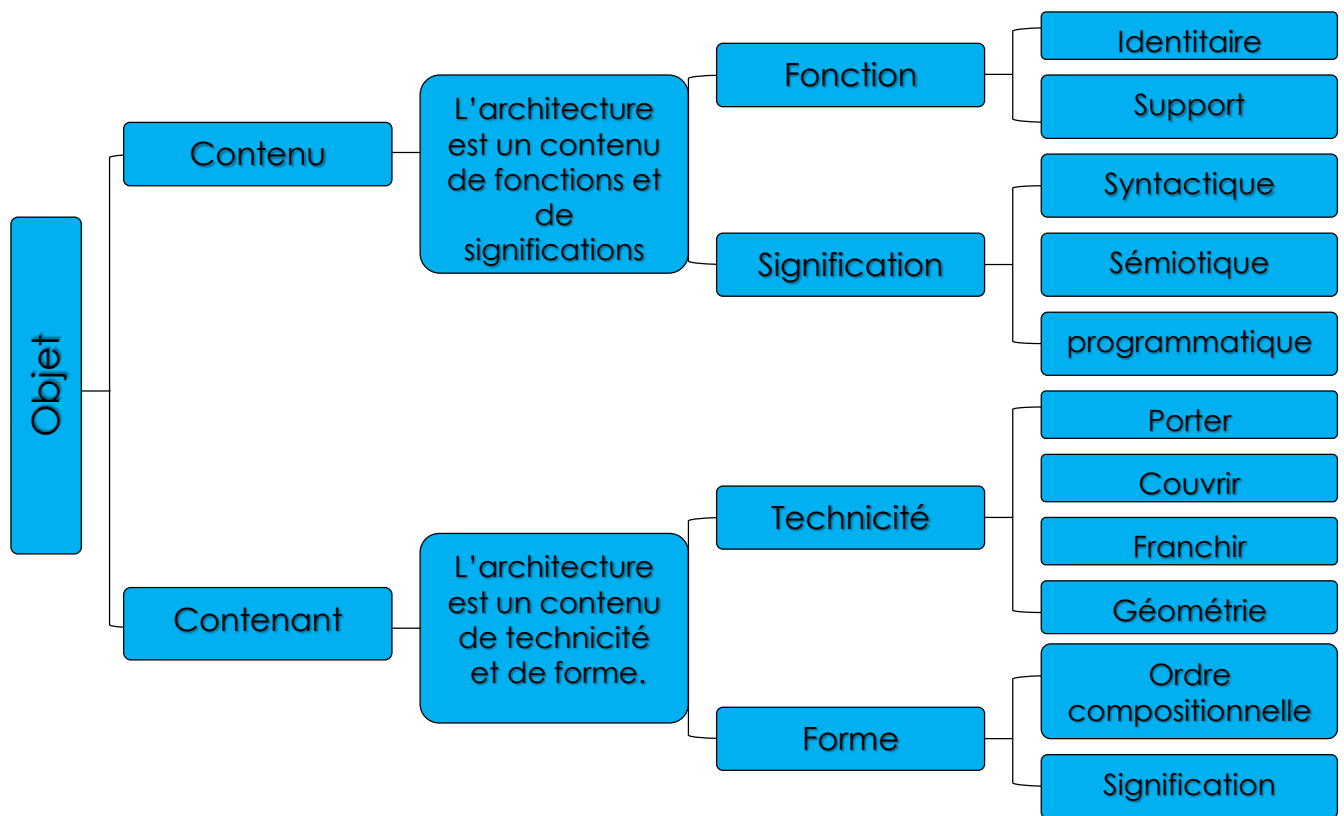 Objet
Contenu
L'architecture
est un contenu
de fonctions et
de
significations
Fonction
Identitaire
Support
Signification
Syntactique
Sémiotique
programmatique
Contenant
L'architecture
est un contenu
de technicité
et de forme.
Technicité
Porter
Couvrir
Franchir
Géométrie
Forme
Ordre
compositionnelle
Signification